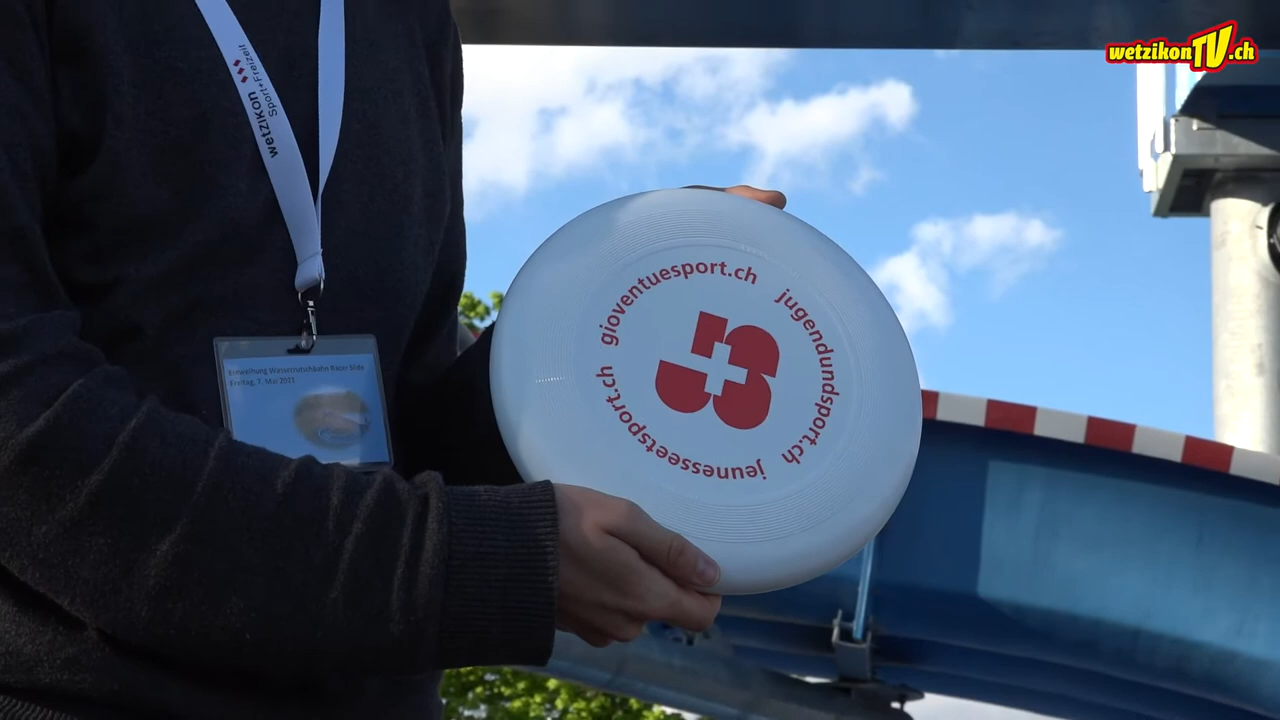 wetzikonTV.ch
wetzikon
Sport+Freizeit
Einweihung Wasserrutschbahn Racer Slide
Freitag, 7. Mai 2021
gioventuesport.ch
jugendundsport.ch
jeunesseetsport.ch